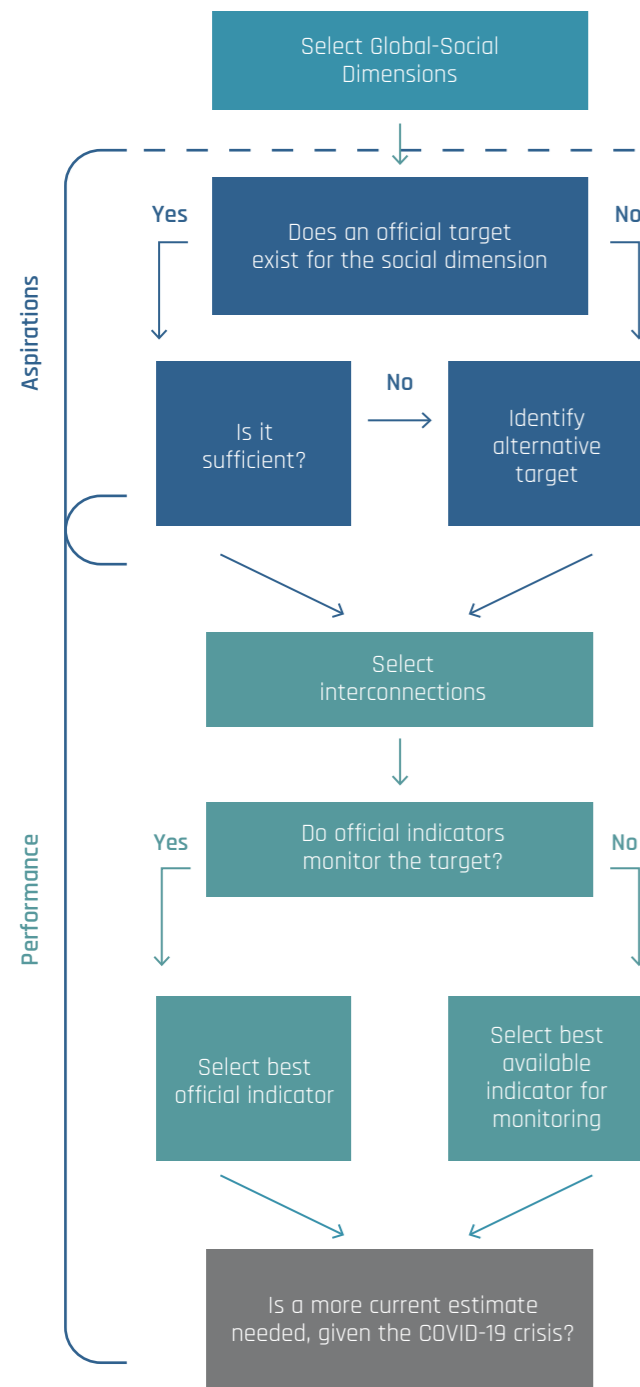 Select Global-Social
Dimensions
Yes
No
Does an official target
exist for the social dimension
Aspirations
No
Is it
sufficient?
Identify
alternative
target
Select
interconnections
Performance
Yes
No
Do official indicators
monitor the target?
Select best
official indicator
Select best
available
indicator for
monitoring
Is a more current estimate
needed, given the COVID-19 crisis?